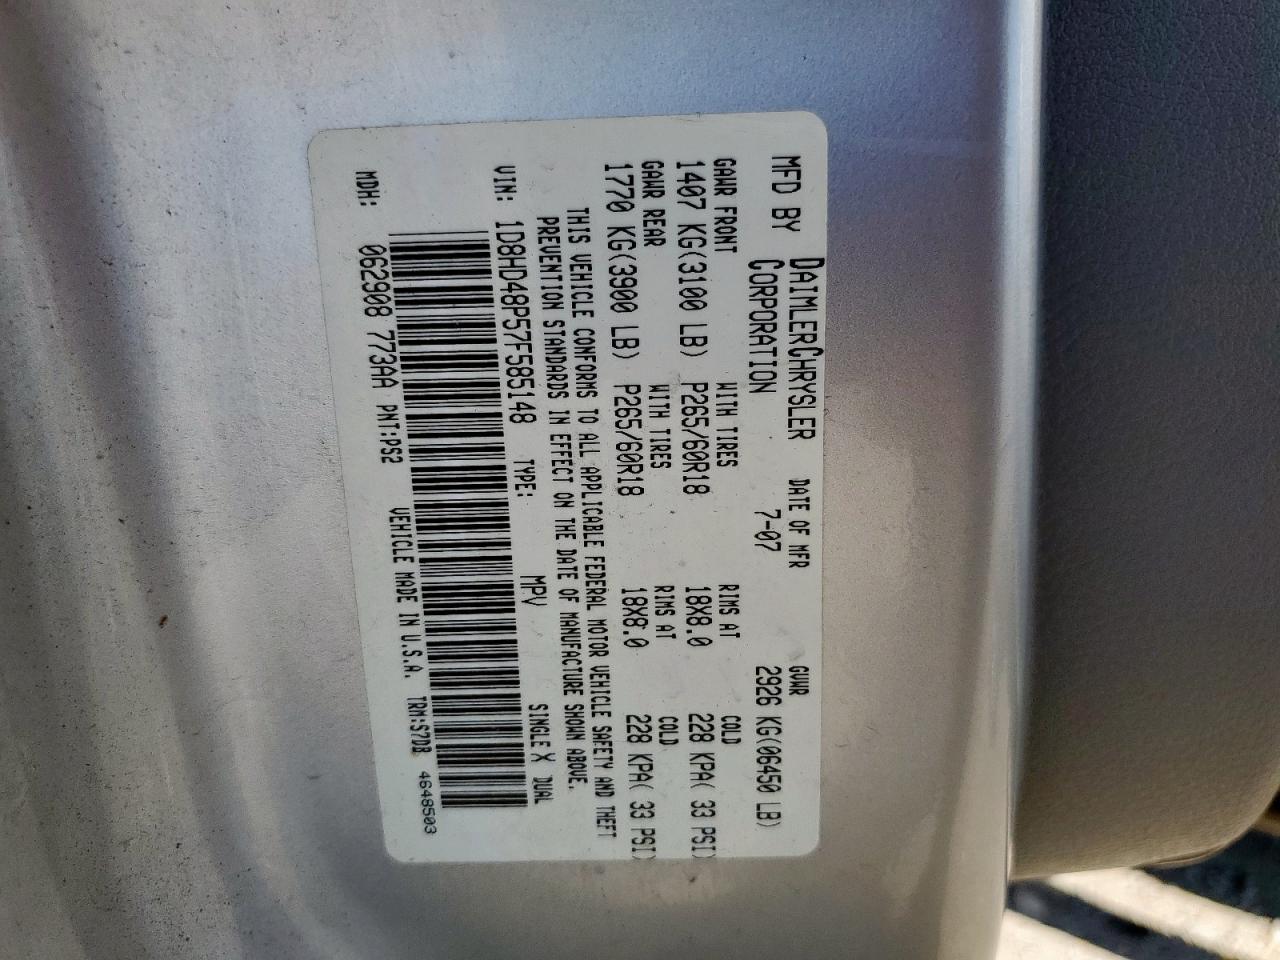 MFD BY DAIMLERCHRYSLER CORPORATION DATE OF MFR 7-07 GVWR 2926 KG(06450 LB)
GAWR FRONT WITH TIRES RIMS AT COLD
1407 KG(3100 LB) P265/60R18 18X8.0 228 KPA( 33 PSI)
GAWR REAR WITH TIRES RIMS AT COLD
1770 KG(3900 LB) P265/60R18 18X8.0 228 KPA( 33 PSI)
THIS VEHICLE CONFORMS TO ALL APPLICABLE FEDERAL MOTOR VEHICLE SAFETY AND THEFT
PREVENTION STANDARDS IN EFFECT ON THE DATE OF MANUFACTURE SHOWN ABOVE.
VIN: 1D8HD48P57F585148 TYPE: MPV SINGLE X DUAL
MDH: 062908 773AA PNT:PS2 VEHICLE MADE IN U.S.A. TRM:S7DB 4648503